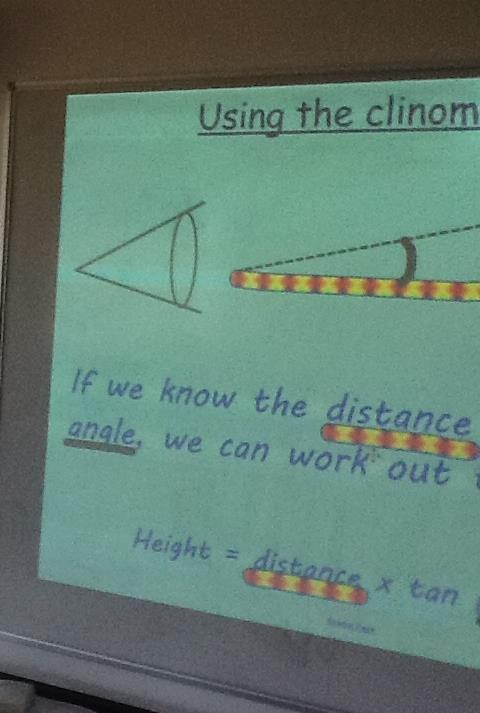 Using the clinom
If we know the distance
angle, we can work out
Height = distance x tan